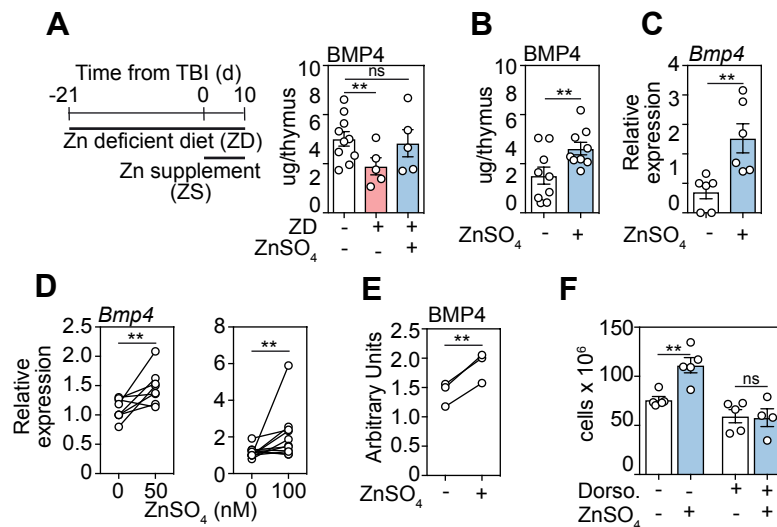 A
Time from TBI (d)
-21 0 10
Zn deficient diet (ZD)
Zn supplement
(ZS)
BMP4
ug/thymus
10
8
6
4
2
0
ns
**
ZD - + +
ZnSO4 - - +
B
BMP4
ug/thymus
10
8
6
4
2
0
**
ZnSO4 - +
C
Bmp4
Relative
expression
4
2
2
1
0
**
ZnSO4 - +
D
Bmp4
Relative
expression
2.5
2.0
1.5
1.0
0.5
0.0
**
0 50
8
6
4
2
0
**
0 100
ZnSO4 (nM)
E
BMP4
Arbitrary Units
2.5
2.0
1.5
1.0
0.5
0.0
**
ZnSO4 - +
F
cells x 10⁶
150
100
50
0
**
ns
Dorso. - - + +
ZnSO4 - + - +